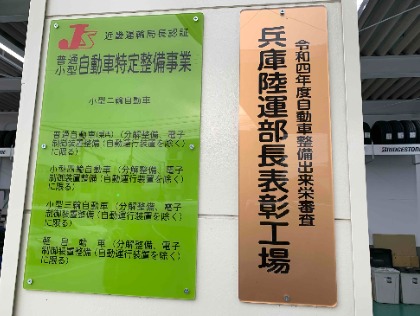 JS
近畿運輸局長認証
普通
小型
自動車特定整備事業
小型二輪自動車
普通自動車(乗用)(分解整備、電子
制御装置整備(自動運行装置を除く)
に限る)
小型四輪自動車(分解整備、電子
制御装置整備(自動運行装置を除く)
に限る)
小型三輪自動車(分解整備、電子
制御装置整備(自動運行装置を除く)
に限る)
軽自動車(分解整備、電子
制御装置整備(自動運行装置を除く)
に限る)
令和四年度自動車整備出来栄審査
兵庫陸運部長表彰工場
BRIDGESTONE